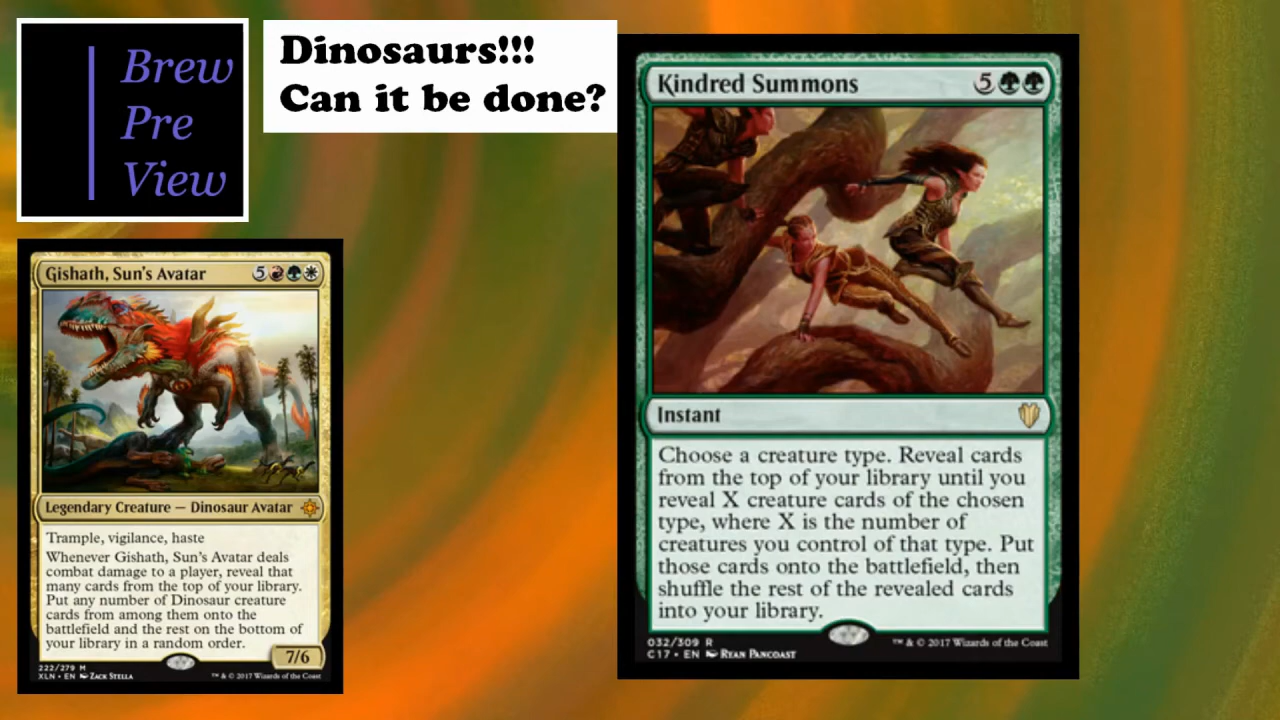 Brew
Pre
View
Dinosaurs!!!
Can it be done?
Gishath, Sun's Avatar 5
Legendary Creature — Dinosaur Avatar
Trample, vigilance, haste
Whenever Gishath, Sun's Avatar deals
combat damage to a player, reveal that
many cards from the top of your library.
Put any number of Dinosaur creature
cards from among them onto the
battlefield and the rest on the bottom of
your library in a random order.
7/6
222/279 M
XLN • EN Zack Stella
™ & © 2017 Wizards of the Coast
Kindred Summons 5
Instant
Choose a creature type. Reveal cards
from the top of your library until you
reveal X creature cards of the chosen
type, where X is the number of
creatures you control of that type. Put
those cards onto the battlefield, then
shuffle the rest of the revealed cards
into your library.
032/309 R
C17 • EN Ryan Pancoast
™ & © 2017 Wizards of the Coast